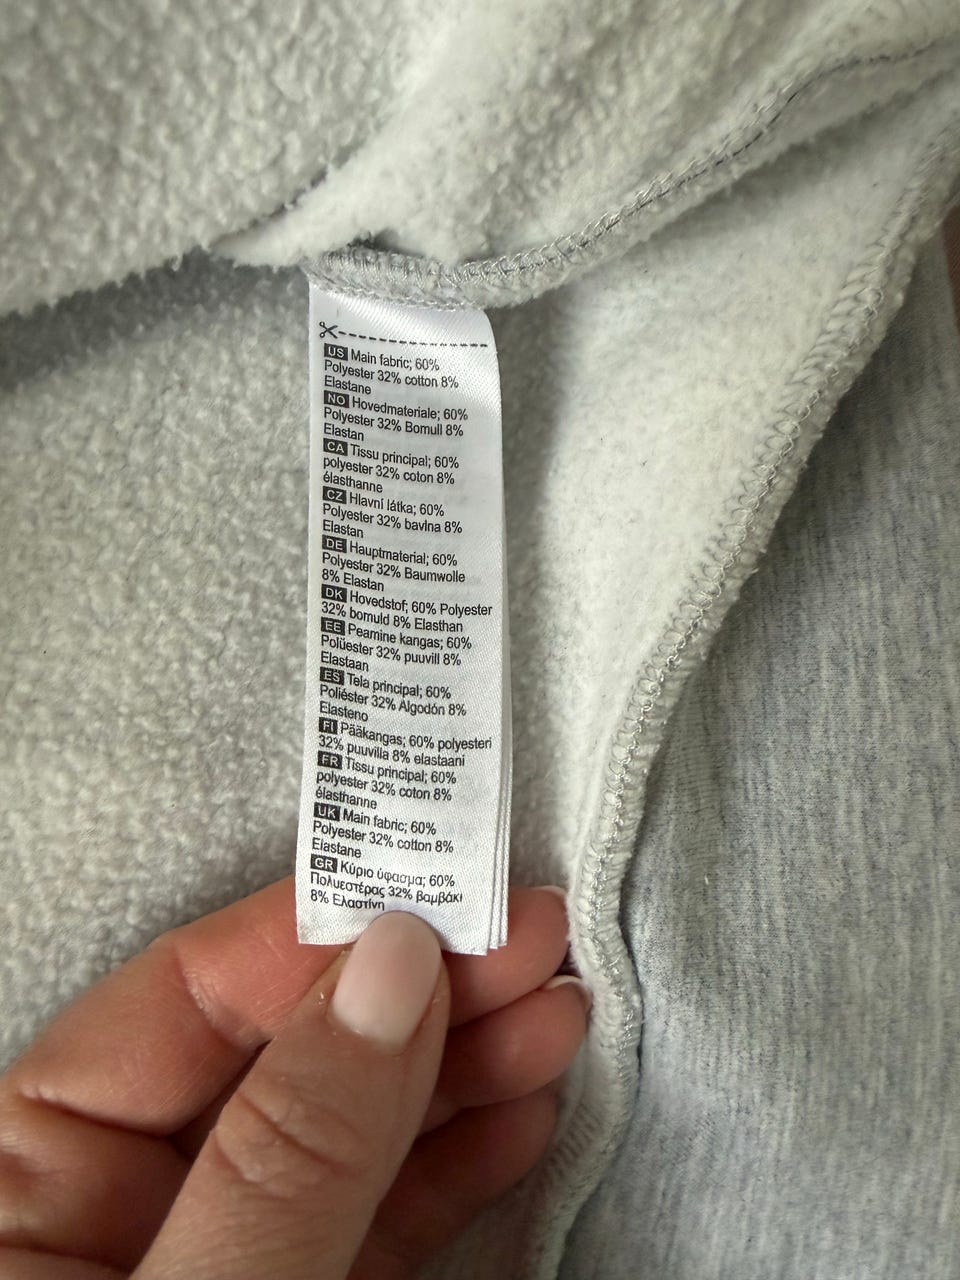 US Main fabric; 60%
Polyester 32% cotton 8%
Elastane
NO Hovedmateriale; 60%
Polyester 32% Bomull 8%
Elastan
CA Tissu principal; 60%
polyester 32% coton 8%
élasthanne
CZ Hlavní látka; 60%
Polyester 32% bavlna 8%
Elastan
DE Hauptmaterial; 60%
Polyester 32% Baumwolle
8% Elastan
DK Hovedstof; 60% Polyester
32% bomuld 8% Elasthan
EE Peamine kangas; 60%
Polüester 32% puuvill 8%
Elastaan
ES Tela principal; 60%
Poliéster 32% Algodón 8%
Elasteno
FI Pääkangas; 60% polyesteri
32% puuvilla 8% elastaani
FR Tissu principal; 60%
polyester 32% coton 8%
élasthanne
UK Main fabric; 60%
Polyester 32% cotton 8%
Elastane
GR Κύριο ύφασμα; 60%
Πολυεστέρας 32% βαμβάκι
8% Ελαστίνη